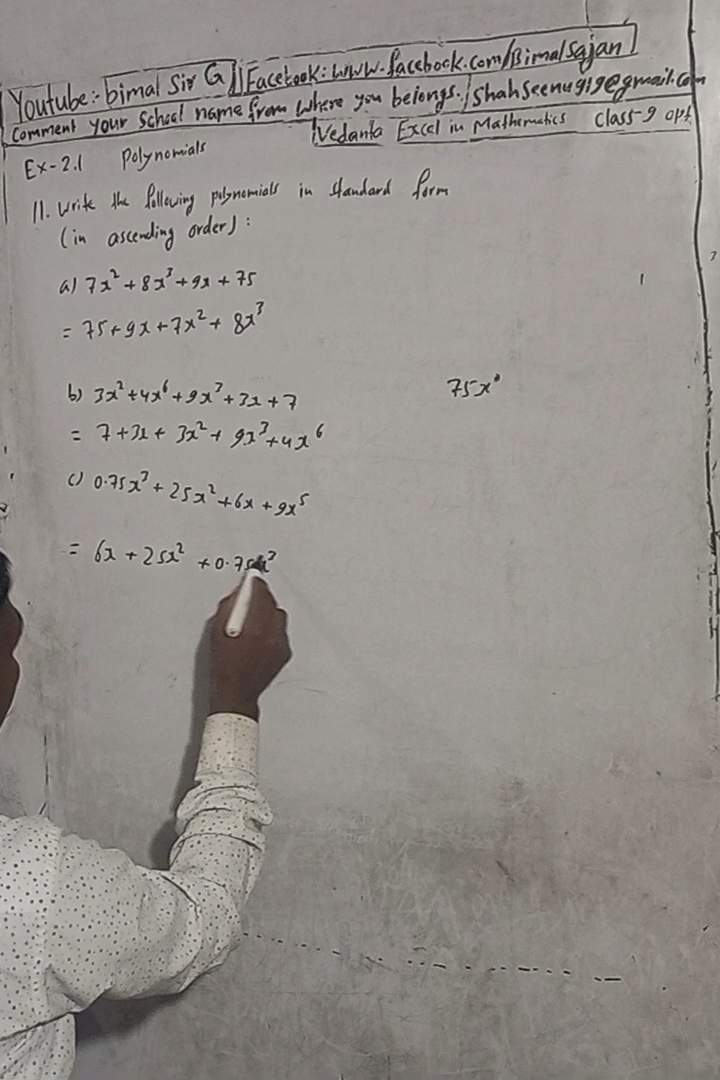 Youtube:- bimal Sir G || Facebook: www.facebook.com/Bimalsajan
Comment your School name from where you belongs. / Shahseenu919@gmail.com
Vedanta Excel in Mathematics Class-9 opt
Ex-2.1 Polynomials
11. Write the following polynomials in standard form
(in ascending order):
a) 7x² + 8x³ + 9x + 75
= 75 + 9x + 7x² + 8x³
b) 3x² + 4x⁶ + 9x³ + 3x + 7
75x⁰
= 7 + 3x + 3x² + 9x³ + 4x⁶
c) 0.75x³ + 25x² + 6x + 9x⁵
= 6x + 25x² + 0.75x³